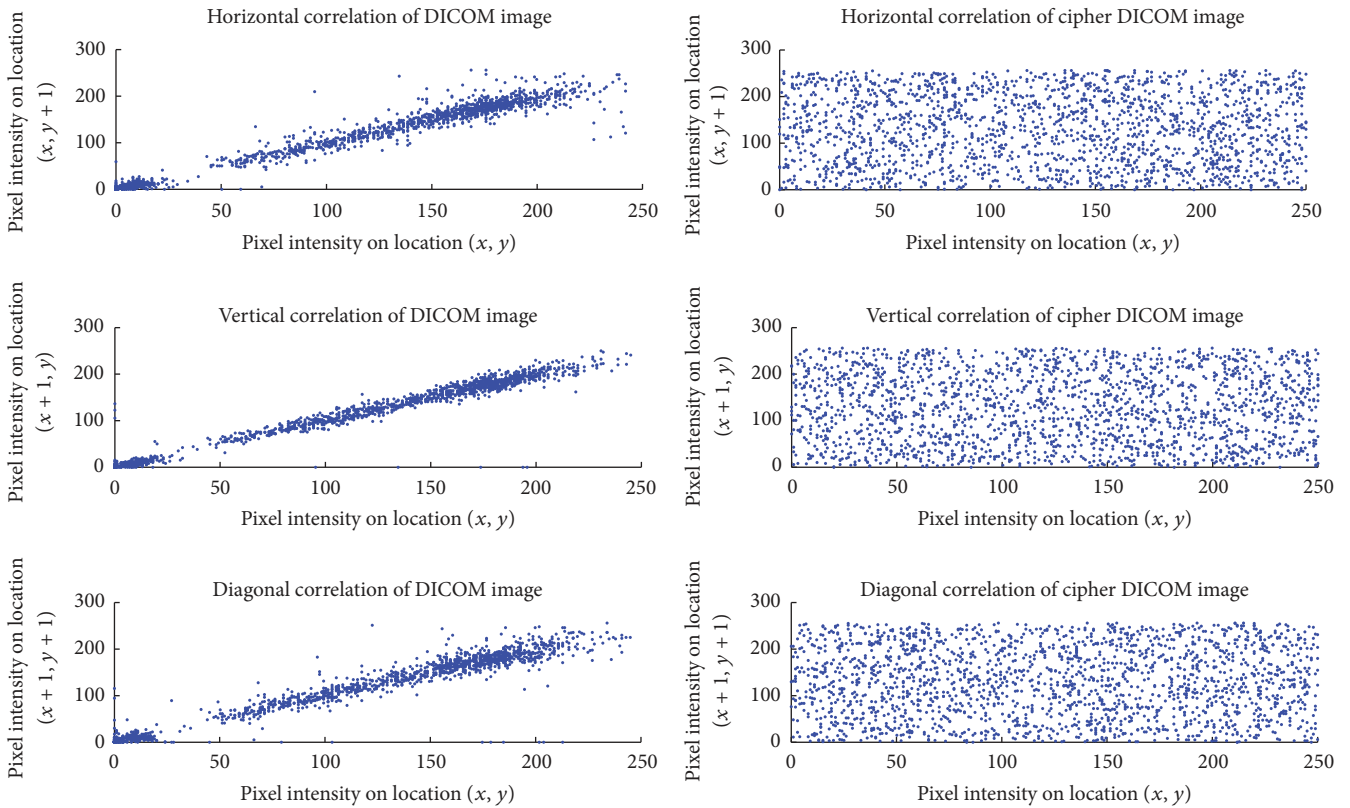 Horizontal correlation of DICOM image
Pixel intensity on location
(x, y + 1)
300
200
100
0
0 50 100 150 200 250
Pixel intensity on location (x, y)
Horizontal correlation of cipher DICOM image
Pixel intensity on location
(x, y + 1)
300
200
100
0
0 50 100 150 200 250
Pixel intensity on location (x, y)
Vertical correlation of DICOM image
Pixel intensity on location
(x + 1, y)
300
200
100
0
0 50 100 150 200 250
Pixel intensity on location (x, y)
Vertical correlation of cipher DICOM image
Pixel intensity on location
(x + 1, y)
300
200
100
0
0 50 100 150 200 250
Pixel intensity on location (x, y)
Diagonal correlation of DICOM image
Pixel intensity on location
(x + 1, y + 1)
300
200
100
0
0 50 100 150 200 250
Pixel intensity on location (x, y)
Diagonal correlation of cipher DICOM image
Pixel intensity on location
(x + 1, y + 1)
300
200
100
0
0 50 100 150 200 250
Pixel intensity on location (x, y)